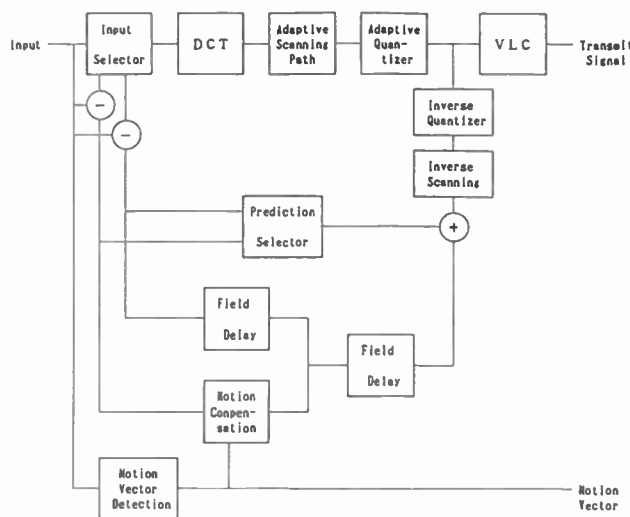 Input
Input
Selector
DCT
Adaptive
Scanning
Path
Adaptive
Quan-
tizer
VLC
Transmit
Signal
Inverse
Quantizer
Inverse
Scanning
Prediction
Selector
Field
Delay
Field
Delay
Motion
Conpen-
sation
Motion
Vector
Detection
Motion
Vector
−
−
+